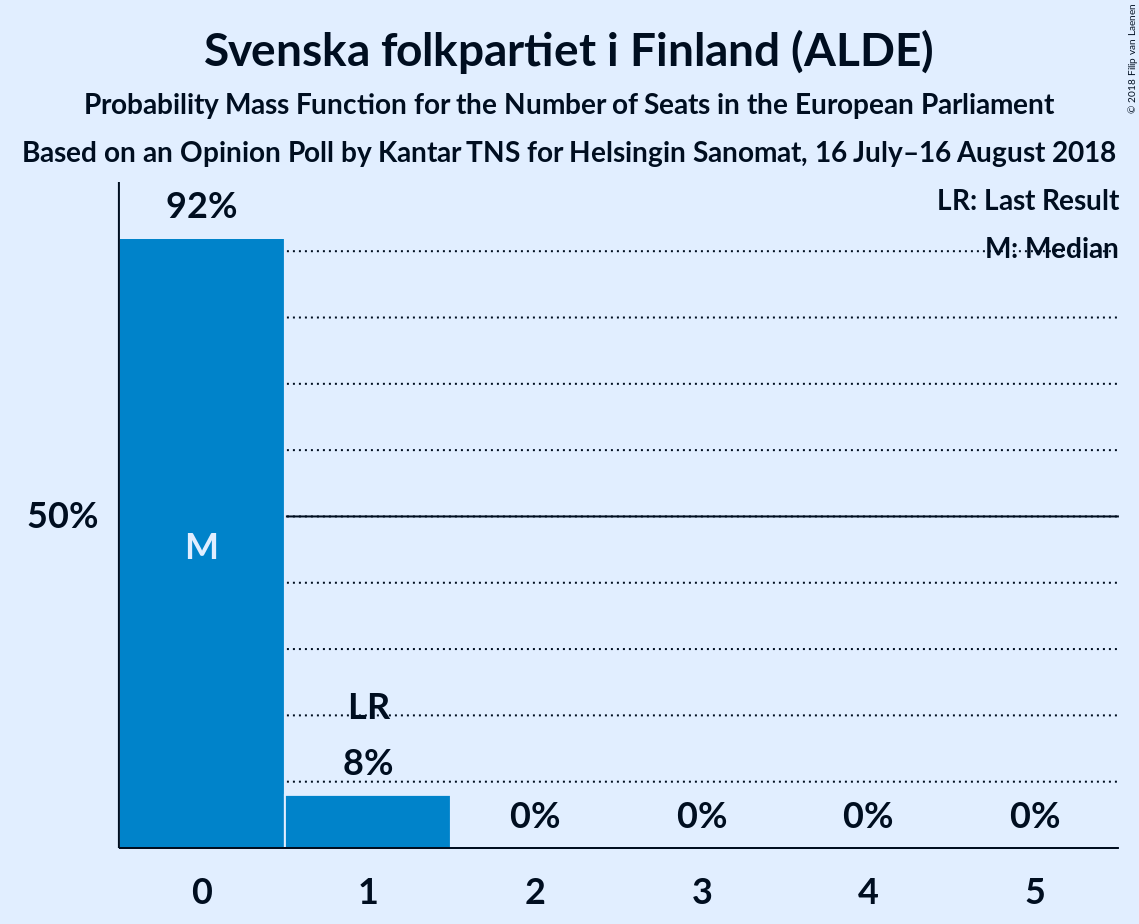 Svenska folkpartiet i Finland (ALDE)
Probability Mass Function for the Number of Seats in the European Parliament
Based on an Opinion Poll by Kantar TNS for Helsingin Sanomat, 16 July–16 August 2018
© 2018 Filip van Laenen
LR: Last Result
M: Median
92%
50%
M
LR
8%
0%
0%
0%
0%
0
1
2
3
4
5